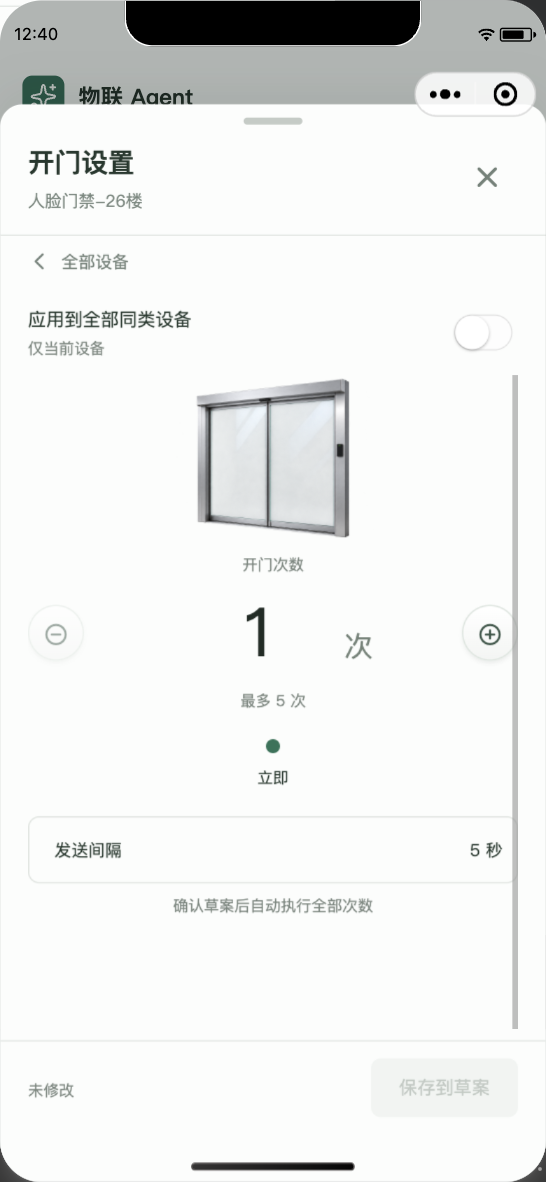 12:40
物联 Agent
开门设置
人脸门禁-26楼
全部设备
应用到全部同类设备
仅当前设备
开门次数
1 次
最多 5 次
立即
发送间隔 5 秒
确认草案后自动执行全部次数
未修改 保存到草案